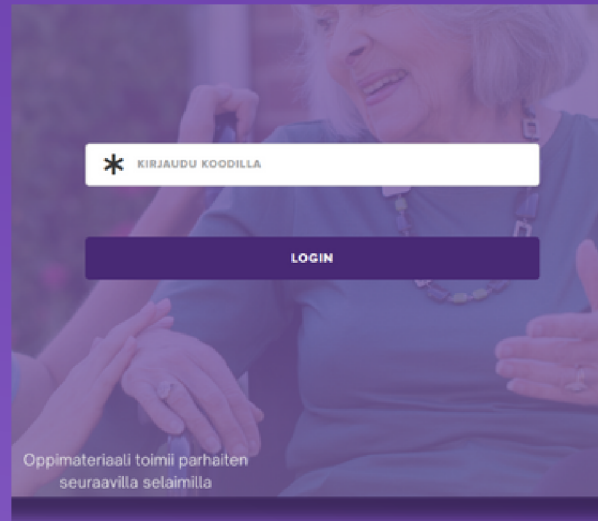 KIRJAUDU KOODILLA
LOGIN
Oppimateriaali toimii parhaiten
seuraavilla selaimilla